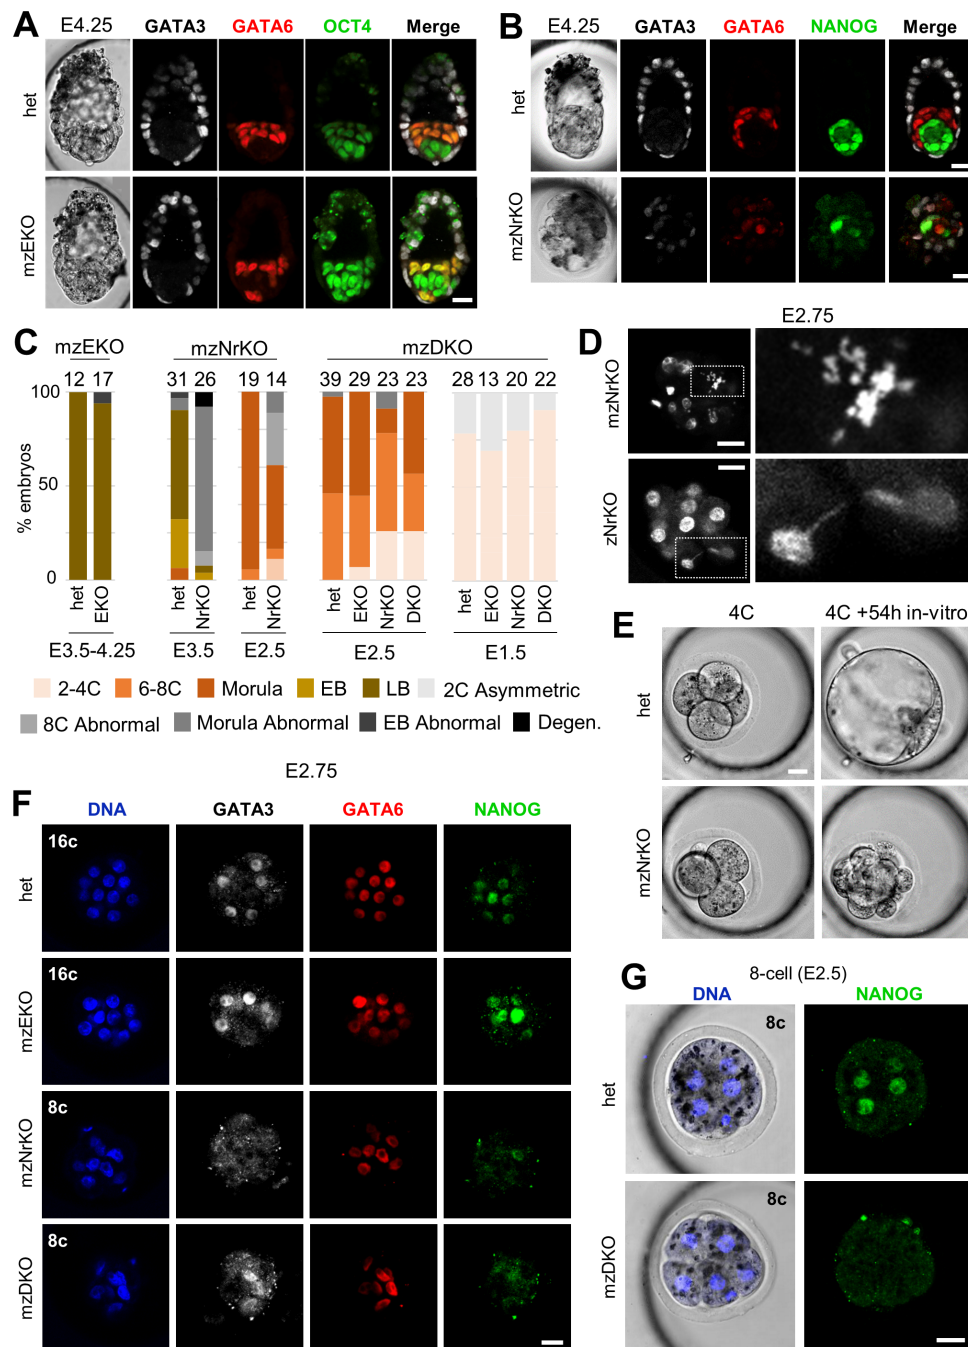 A
E4.25 GATA3 GATA6 OCT4 Merge
het
mzEKO
B
E4.25 GATA3 GATA6 NANOG Merge
het
mzNrKO
C
mzEKO mzNrKO mzDKO
12 17 31 26 19 14 39 29 23 23 28 13 20 22
100
50
0
% embryos
het EKO het NrKO het NrKO het EKO NrKO DKO het EKO NrKO DKO
E3.5-4.25 E3.5 E2.5 E2.5 E1.5
2-4C 6-8C Morula EB LB 2C Asymmetric
8C Abnormal Morula Abnormal EB Abnormal Degen.
D
E2.75
mzNrKO
zNrKO
E
4C 4C +54h in-vitro
het
mzNrKO
F
E2.75
DNA GATA3 GATA6 NANOG
het
16c
mzEKO
16c
mzNrKO
8c
mzDKO
8c
G
8-cell (E2.5)
DNA NANOG
het
8c
mzDKO
8c